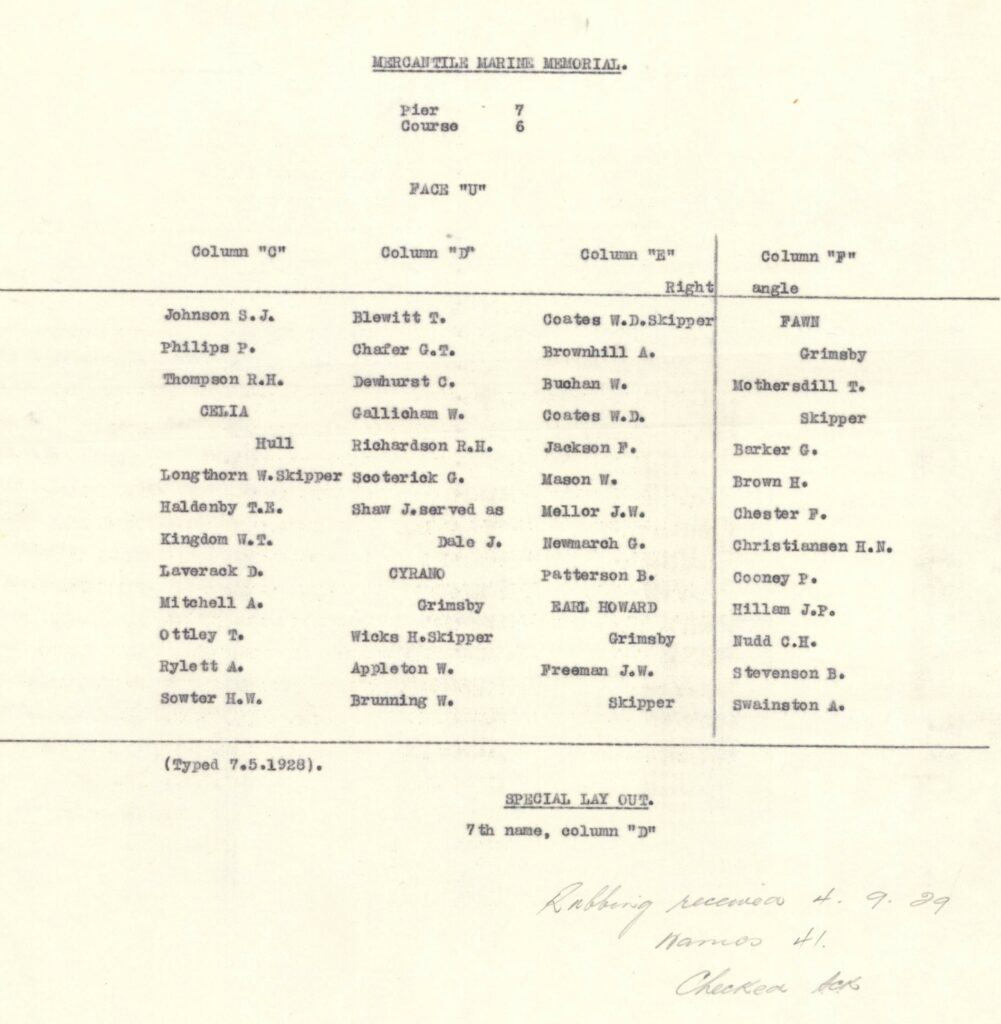 MERCANTILE MARINE MEMORIAL.
Pier 7
Course 6
FACE "U"
Column "C"
Johnson S.J.
Philips P.
Thompson R.H.
CELIA
Hull
Longthorn W.Skipper
Haldenby T.E.
Kingdom W.T.
Laverack D.
Mitchell A.
Ottley T.
Rylett A.
Sowter H.W.
Column "D"
Blewitt T.
Chafer G.T.
Dewhurst C.
Gallicham W.
Richardson R.H.
Scoterick G.
Shaw J.served as
Dale J.
CYRANO
Grimsby
Wicks H.Skipper
Appleton W.
Brunning W.
Column "E"
Right
Coates W.D.Skipper
Brownhill A.
Buchan W.
Coates W.D.
Jackson F.
Mason W.
Mellor J.W.
Newmarch G.
Patterson B.
EARL HOWARD
Grimsby
Freeman J.W.
Skipper
Column "F"
angle
FAWN
Grimsby
Mothersdill T.
Skipper
Barker G.
Brown H.
Chester F.
Christiansen H.N.
Cooney P.
Hillam J.P.
Nudd C.H.
Stevenson B.
Swainston A.
(Typed 7.5.1928).
SPECIAL LAY OUT.
7th name, column "D"
Rubbing received 4. 9. 29
Names 41.
Checked